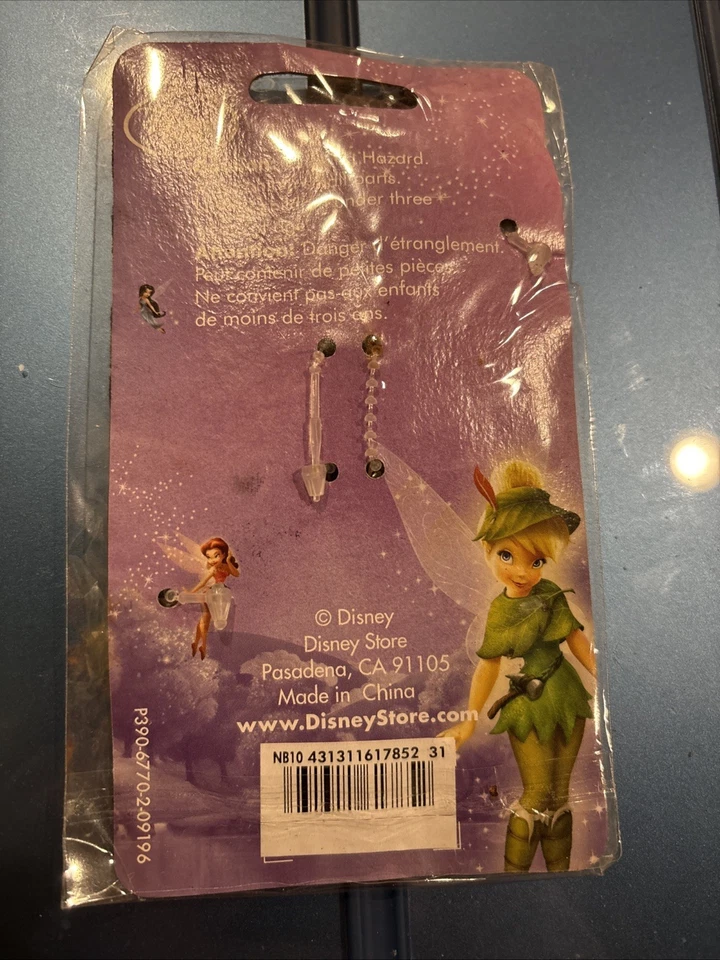 Hazard.
parts.
under three
Attention! Danger d'étranglement.
Peut contenir de petites pièces.
Ne convient pas aux enfants
de moins de trois ans.
© Disney
Disney Store
Pasadena, CA 91105
Made in China
www.DisneyStore.com
NB10 431311617852 31
P390-6770-2-09196